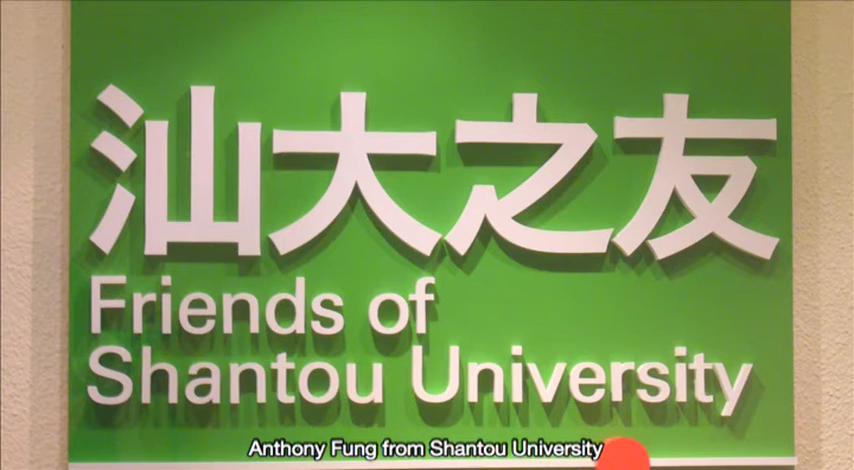 汕大之友
Friends of
Shantou University
Anthony Fung from Shantou University